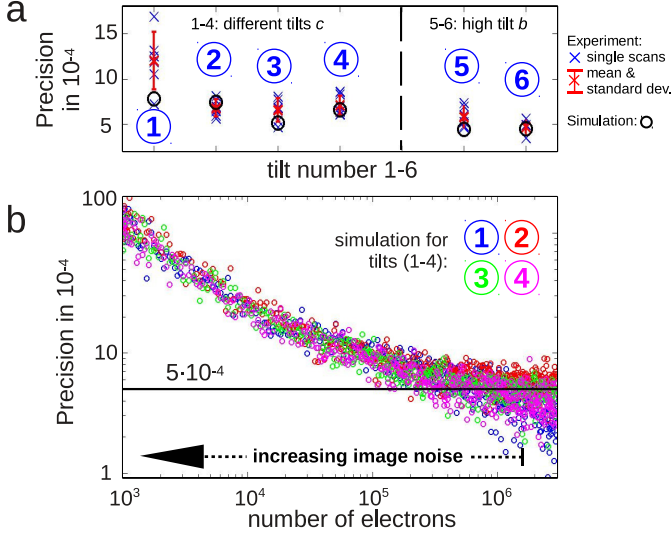 a
Precision
in 10-4
15
10
5
1-4: different tilts c
5-6: high tilt b
1
2
3
4
5
6
tilt number 1-6
Experiment:
single scans
mean &
standard dev.
Simulation:
b
Precision in 10-4
100
10
1
simulation for
tilts (1-4):
1
2
3
4
5·10-4
increasing image noise
10³
10⁴
10⁵
10⁶
number of electrons